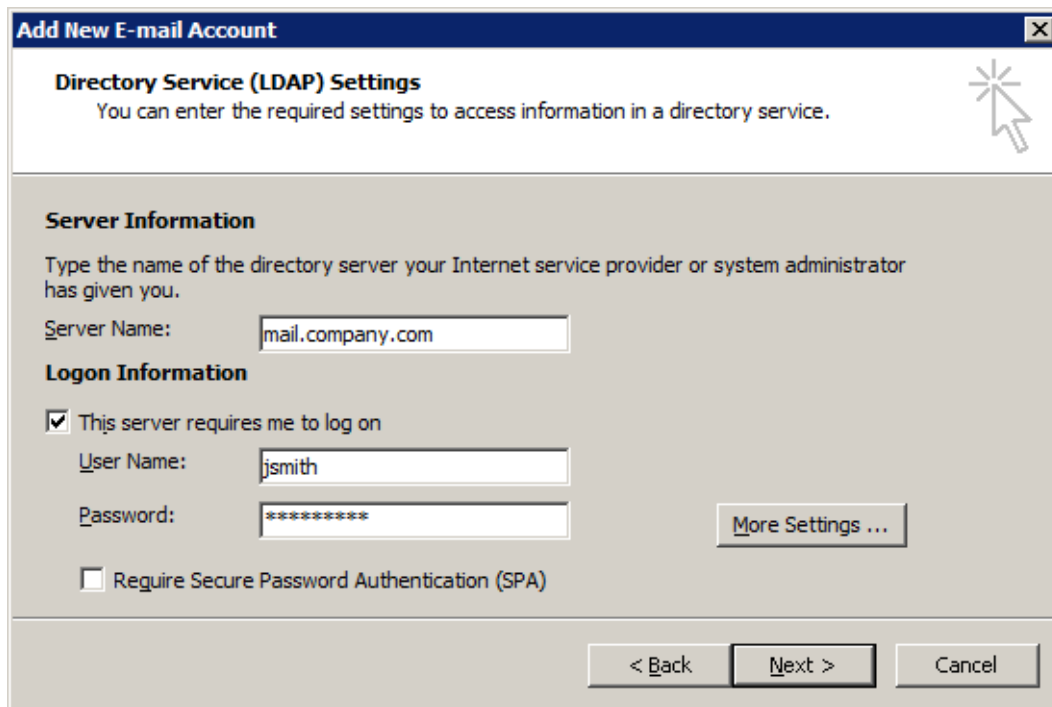 Add New E-mail Account
Directory Service (LDAP) Settings
You can enter the required settings to access information in a directory service.
Server Information
Type the name of the directory server your Internet service provider or system administrator
has given you.
Server Name: mail.company.com
Logon Information
This server requires me to log on
User Name: jsmith
Password: *********
More Settings ...
Require Secure Password Authentication (SPA)
< Back Next > Cancel